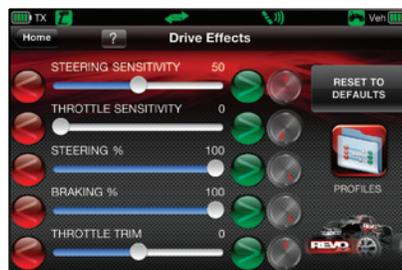 TX Veh
Home ? Drive Effects
STEERING SENSITIVITY 50
RESET TO DEFAULTS
THROTTLE SENSITIVITY 0
STEERING % 100
PROFILES
BRAKING % 100
THROTTLE TRIM 0
REVO